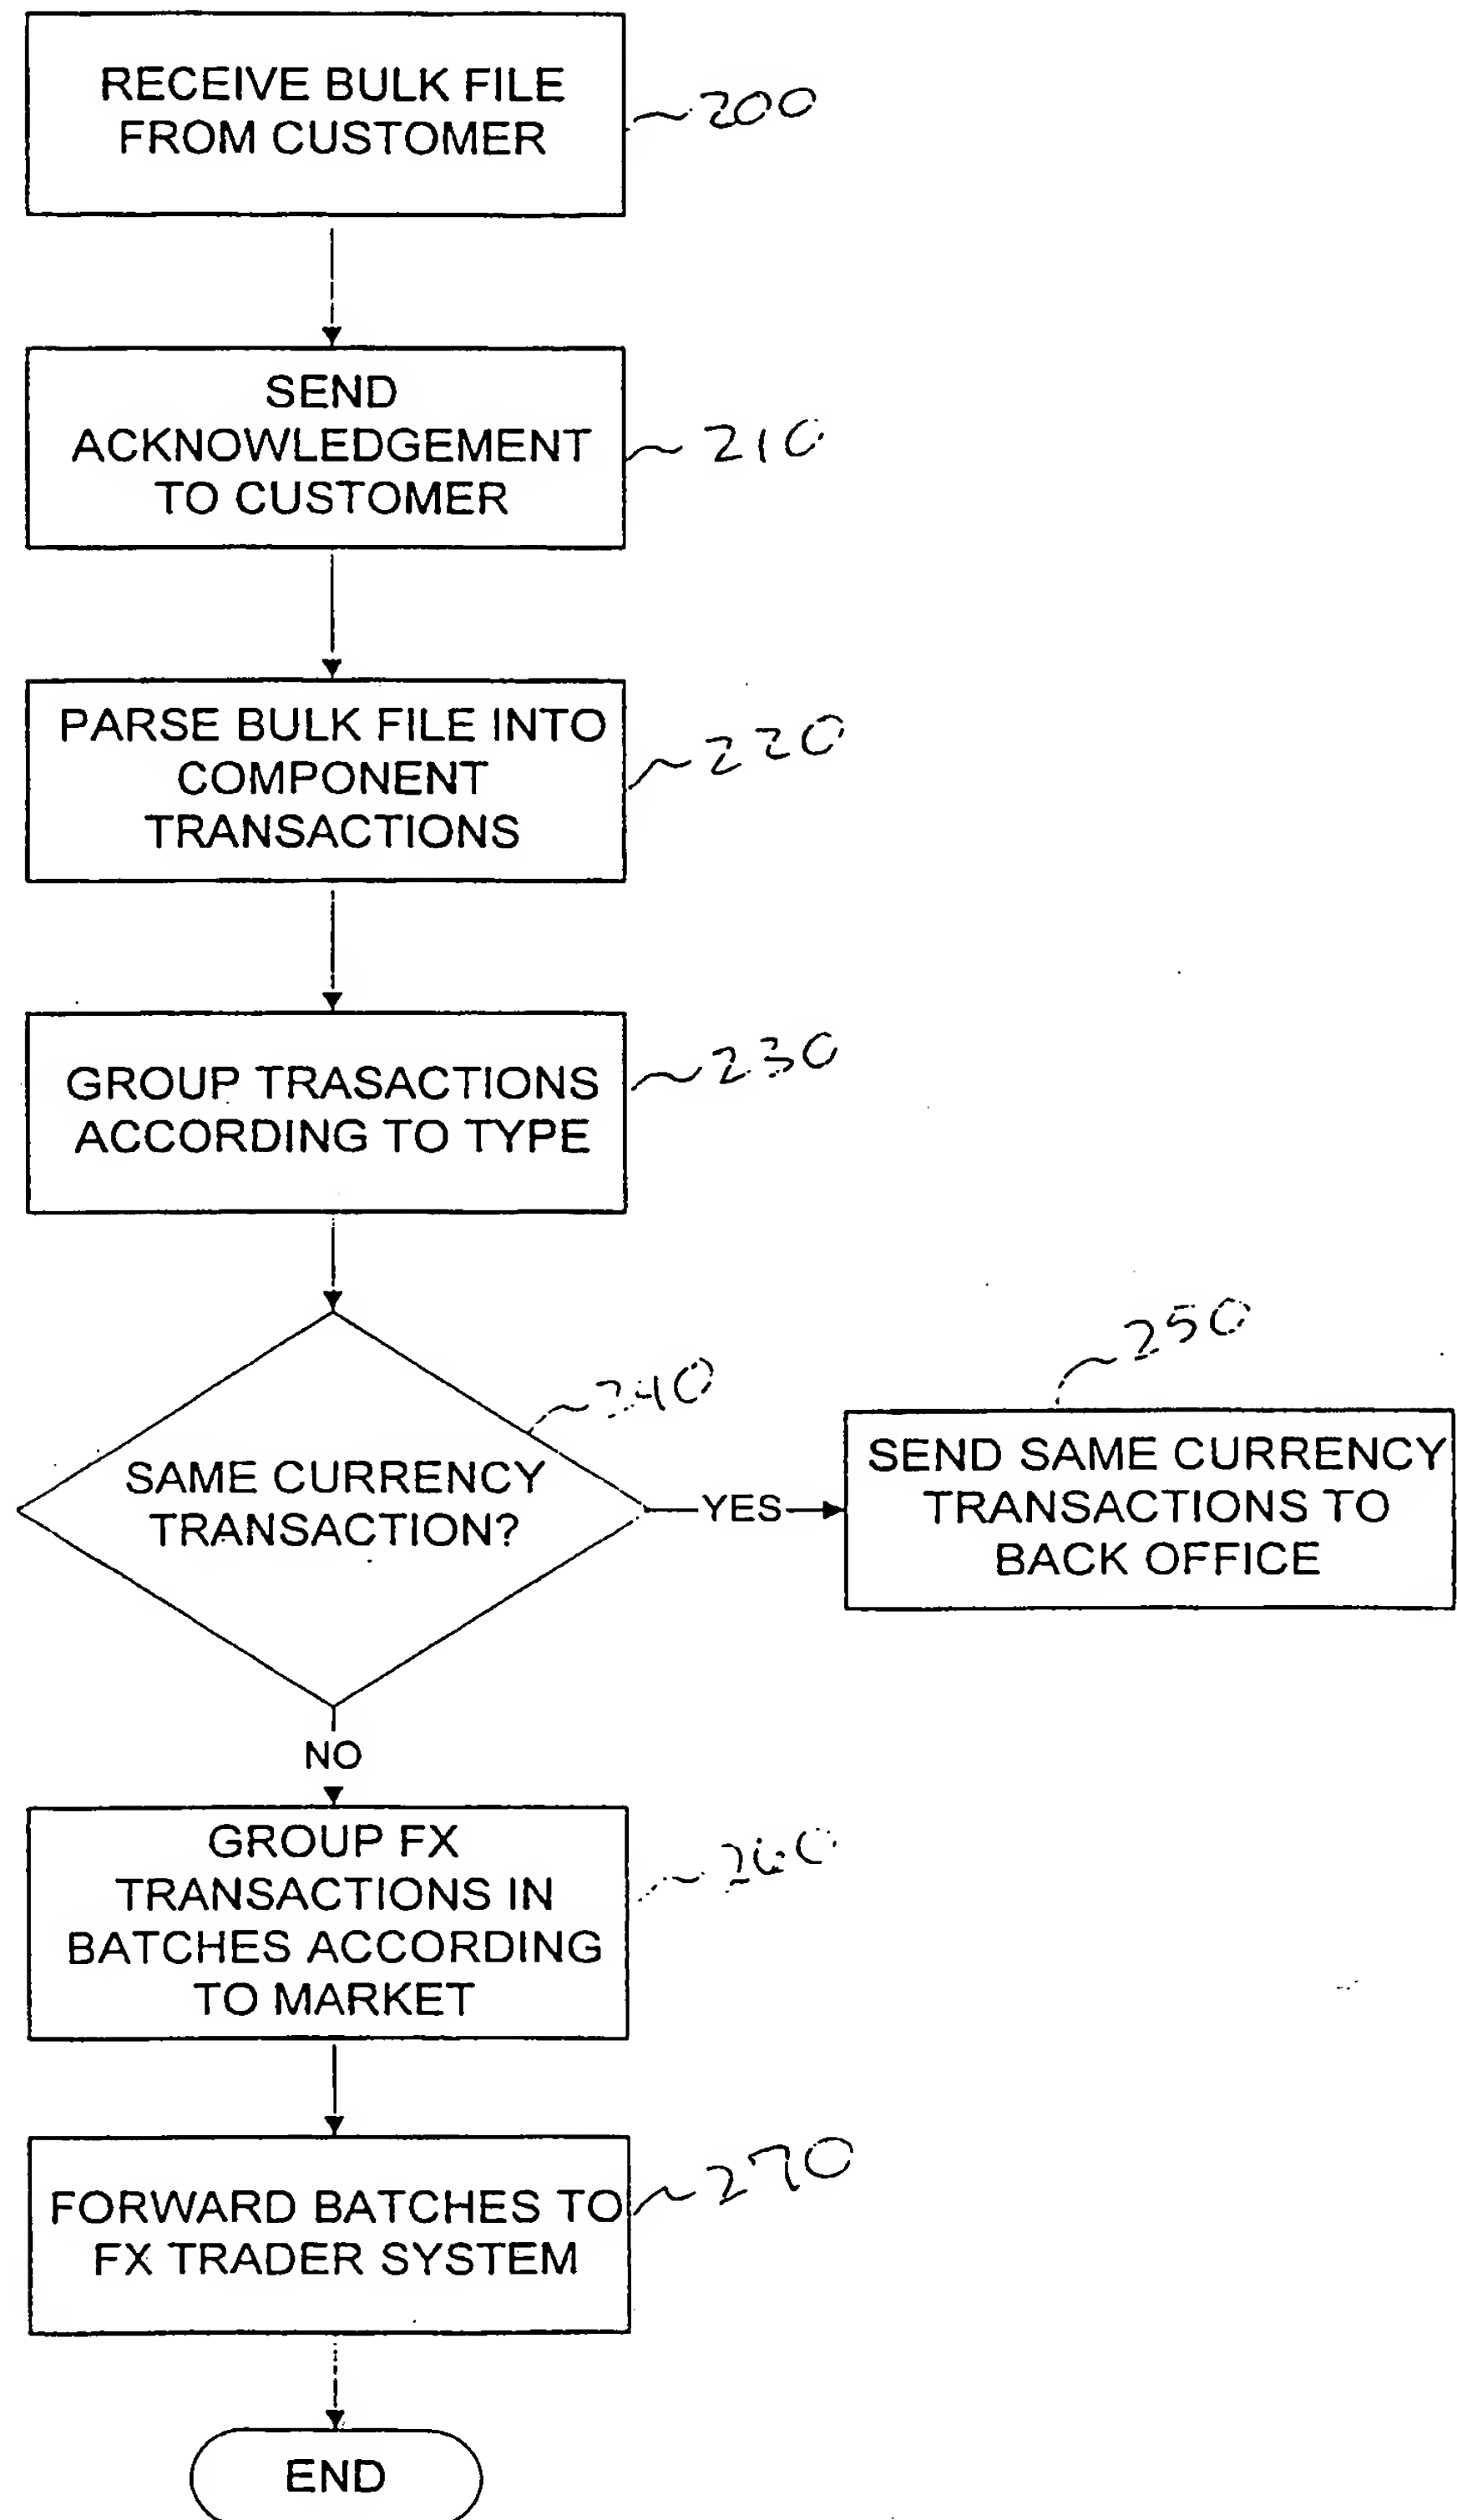 RECEIVE BULK FILE
FROM CUSTOMER
200
SEND
ACKNOWLEDGEMENT
TO CUSTOMER
210
PARSE BULK FILE INTO
COMPONENT
TRANSACTIONS
220
GROUP TRASACTIONS
ACCORDING TO TYPE
230
SAME CURRENCY
TRANSACTION?
240
YES
SEND SAME CURRENCY
TRANSACTIONS TO
BACK OFFICE
250
NO
GROUP FX
TRANSACTIONS IN
BATCHES ACCORDING
TO MARKET
260
FORWARD BATCHES TO
FX TRADER SYSTEM
270
END